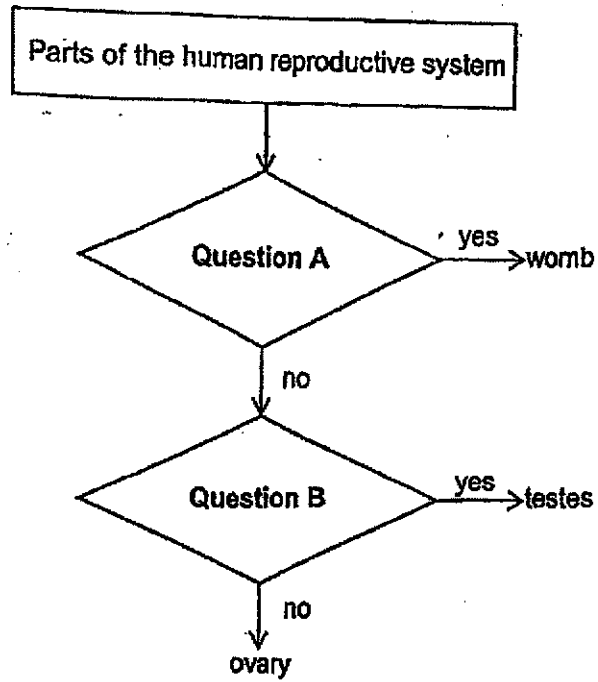 Parts of the human reproductive system
Question A
yes
womb
no
Question B
yes
testes
no
ovary